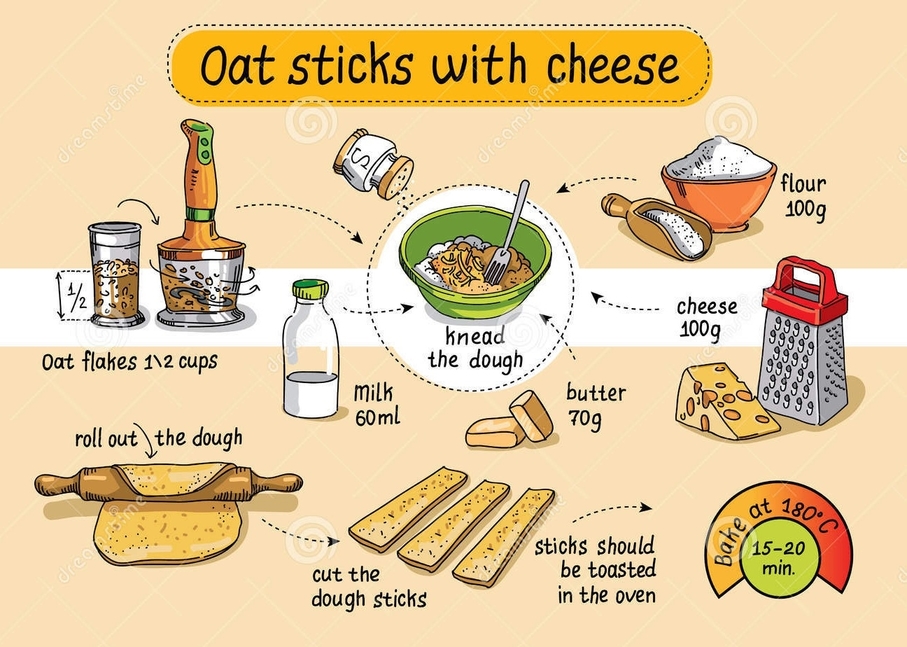 Oat sticks with cheese
S
flour
100g
1/2
Oat flakes 1\2 cups
Milk
60ml
knead
the dough
cheese
100g
butter
70g
roll out the dough
cut the
dough sticks
sticks should
be toasted
in the oven
Bake at 180°C
15-20
min.
dreamstime